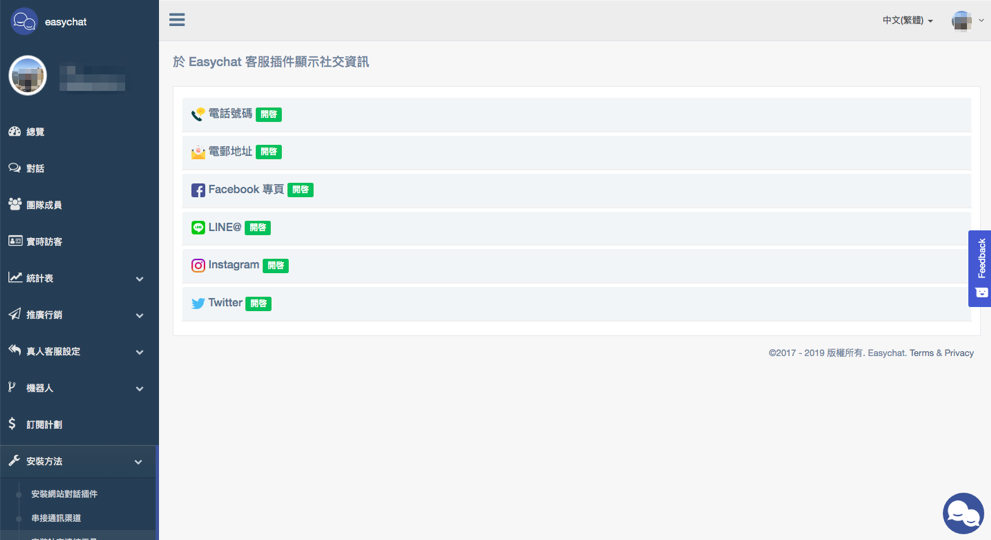 easychat
中文(繁體)
於 Easychat 客服插件顯示社交資訊
總覽
對話
團隊成員
實時訪客
統計表
推廣行銷
真人客服設定
機器人
訂閱計劃
安裝方法
安裝網站對話插件
串接通訊渠道
電話號碼 開啓
電郵地址 開啓
Facebook 專頁 開啓
LINE@ 開啓
Instagram 開啓
Twitter 開啓
Feedback
©2017 - 2019 版權所有. Easychat. Terms & Privacy